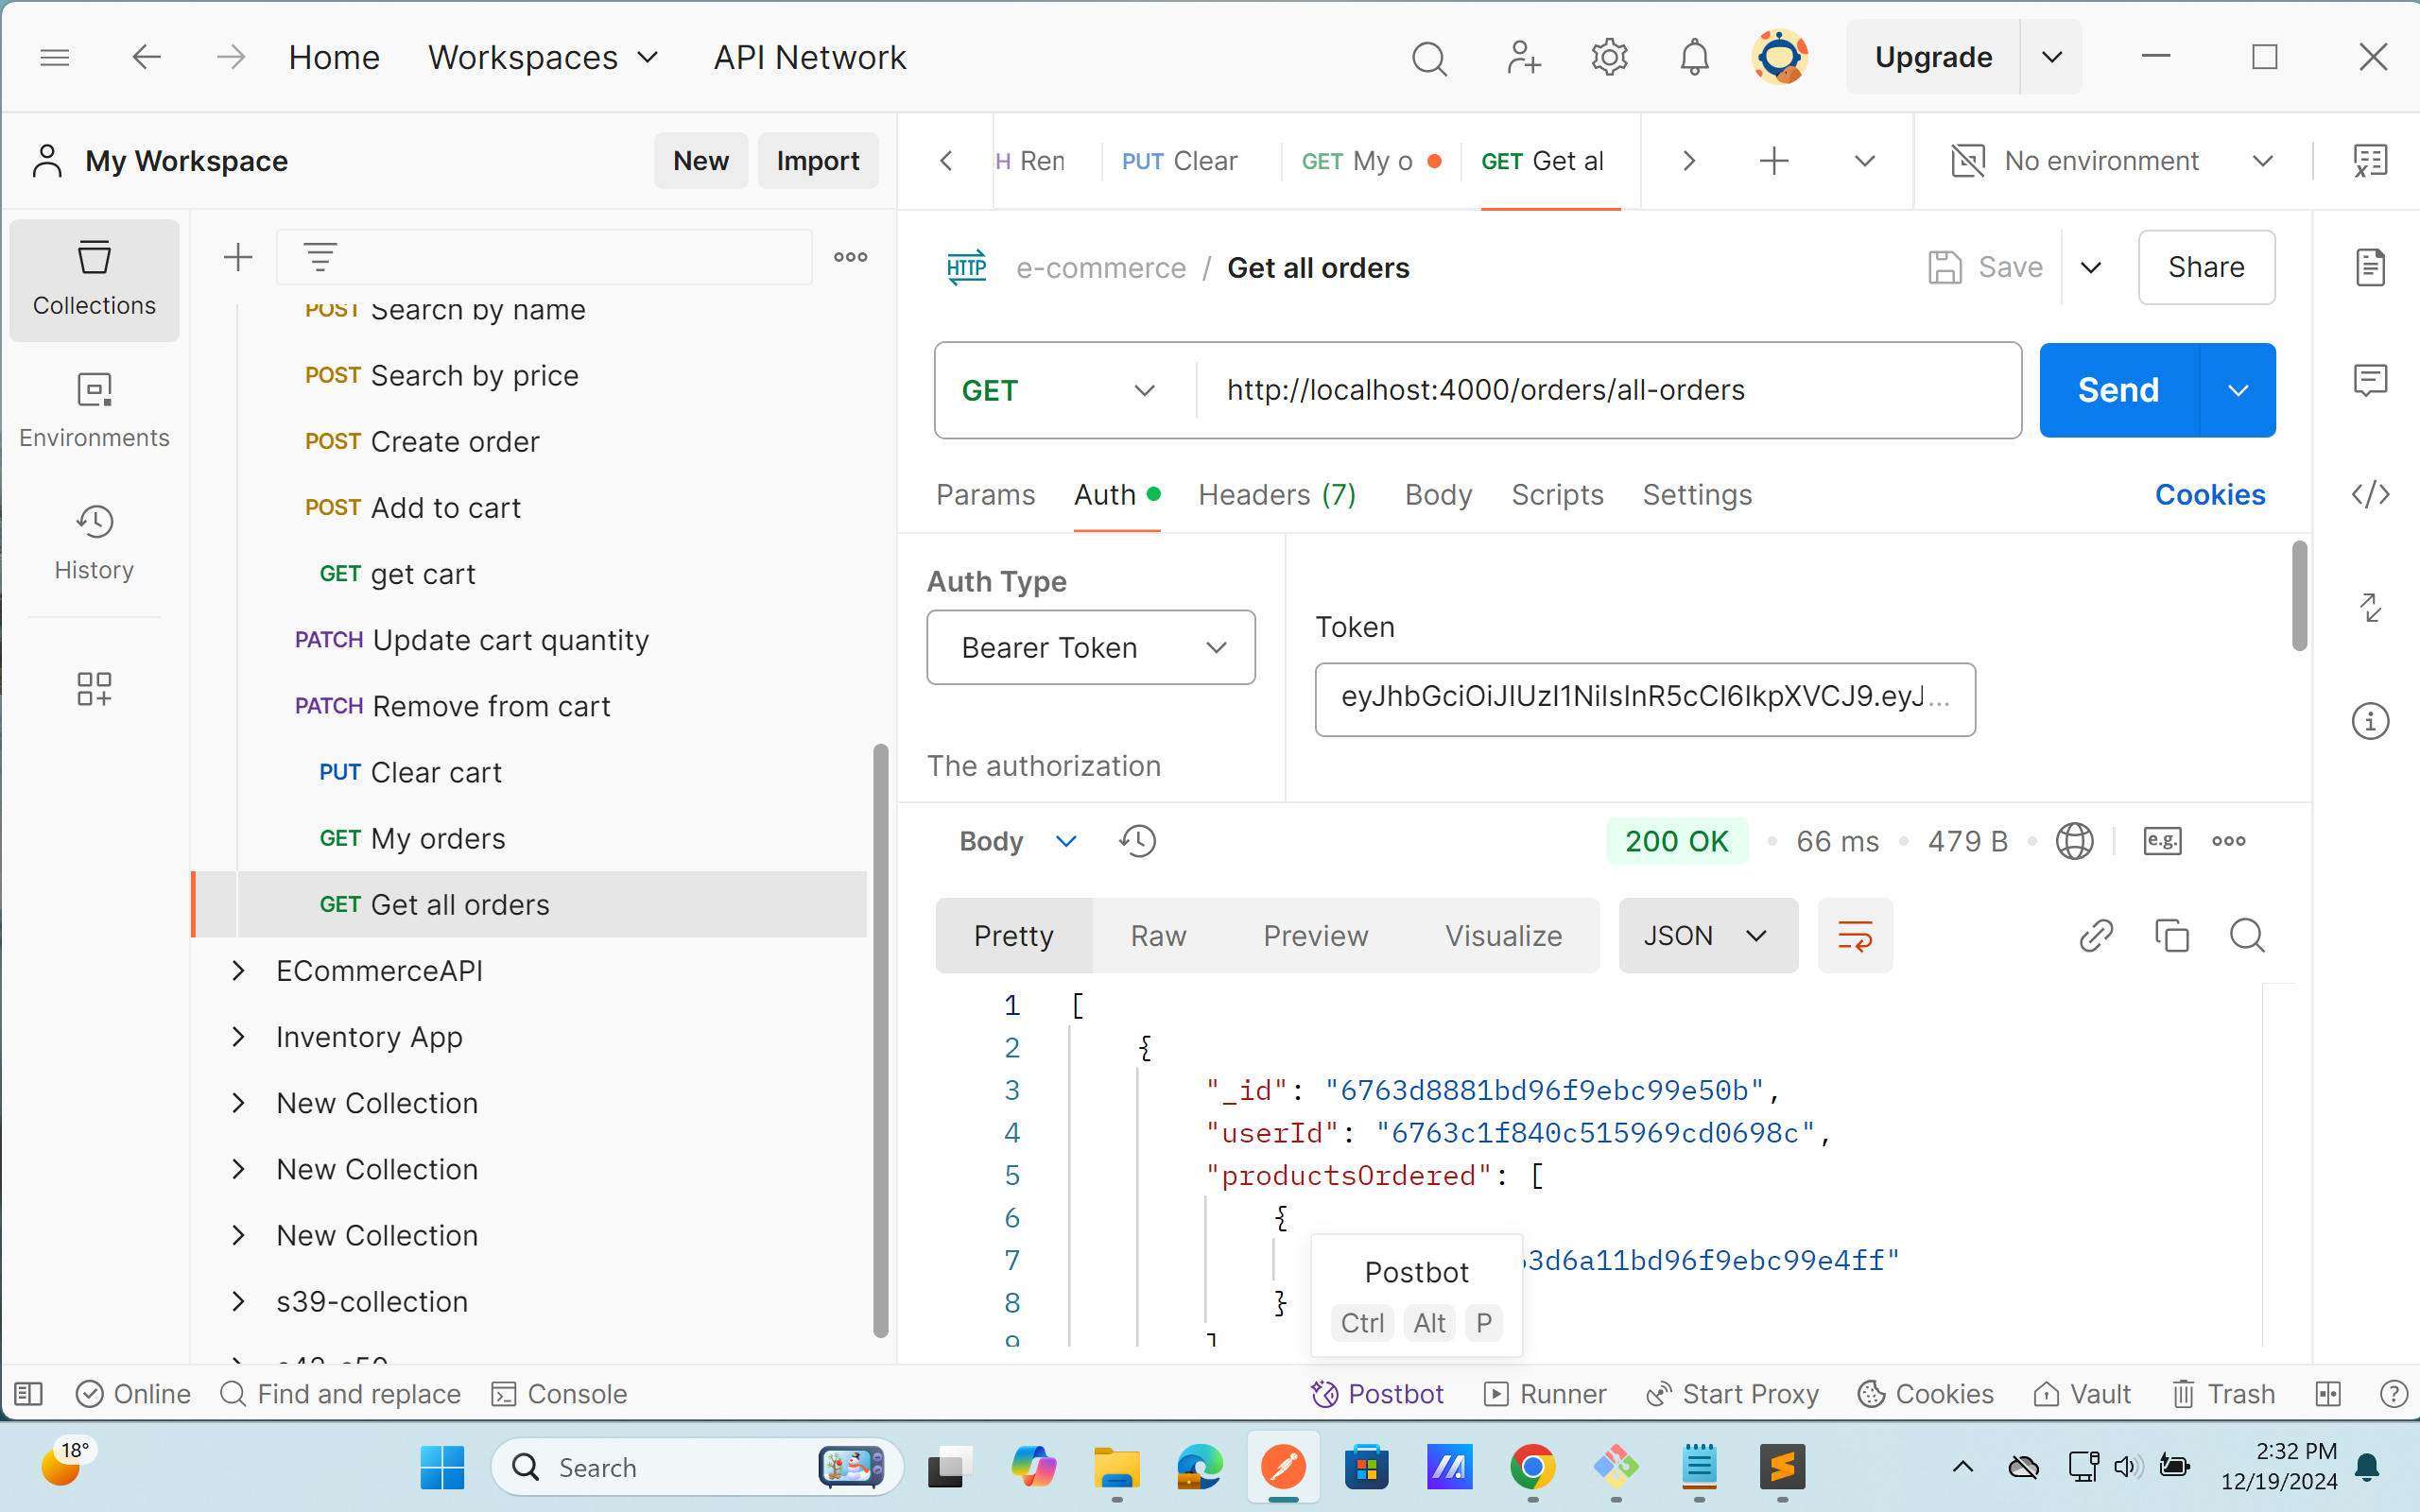 Home Workspaces API Network Upgrade
My Workspace New Import
H Ren PUT Clear GET My o GET Get al No environment
Collections
Environments
History
POST Search by name
POST Search by price
POST Create order
POST Add to cart
GET get cart
PATCH Update cart quantity
PATCH Remove from cart
PUT Clear cart
GET My orders
GET Get all orders
ECommerceAPI
Inventory App
New Collection
New Collection
New Collection
s39-collection
HTTP e-commerce / Get all orders Save Share
GET http://localhost:4000/orders/all-orders Send
Params Auth Headers (7) Body Scripts Settings Cookies
Auth Type
Bearer Token
The authorization
Token
eyJhbGciOiJIUzI1NiIsInR5cCI6IkpXVCJ9.eyJ...
Body 200 OK 66 ms 479 B e.g.
Pretty Raw Preview Visualize JSON
1 [
2 {
3 "_id": "6763d8881bd96f9ebc99e50b",
4 "userId": "6763c1f840c515969cd0698c",
5 "productsOrdered": [
6 {
7 3d6a11bd96f9ebc99e4ff"
8 }
9 ]
Postbot
Ctrl Alt P
Online Find and replace Console Postbot Runner Start Proxy Cookies Vault Trash
18°
Search
2:32 PM
12/19/2024